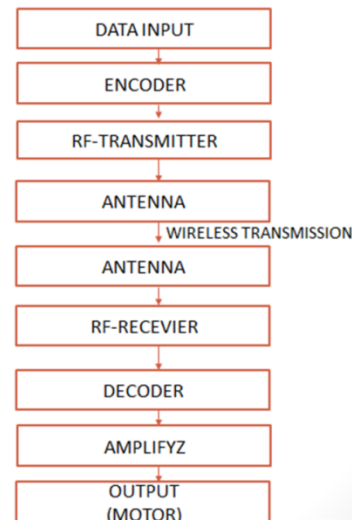 DATA INPUT
ENCODER
RF-TRANSMITTER
ANTENNA
WIRELESS TRANSMISSION
ANTENNA
RF-RECEVIER
DECODER
AMPLIFYZ
OUTPUT
(MOTOR)